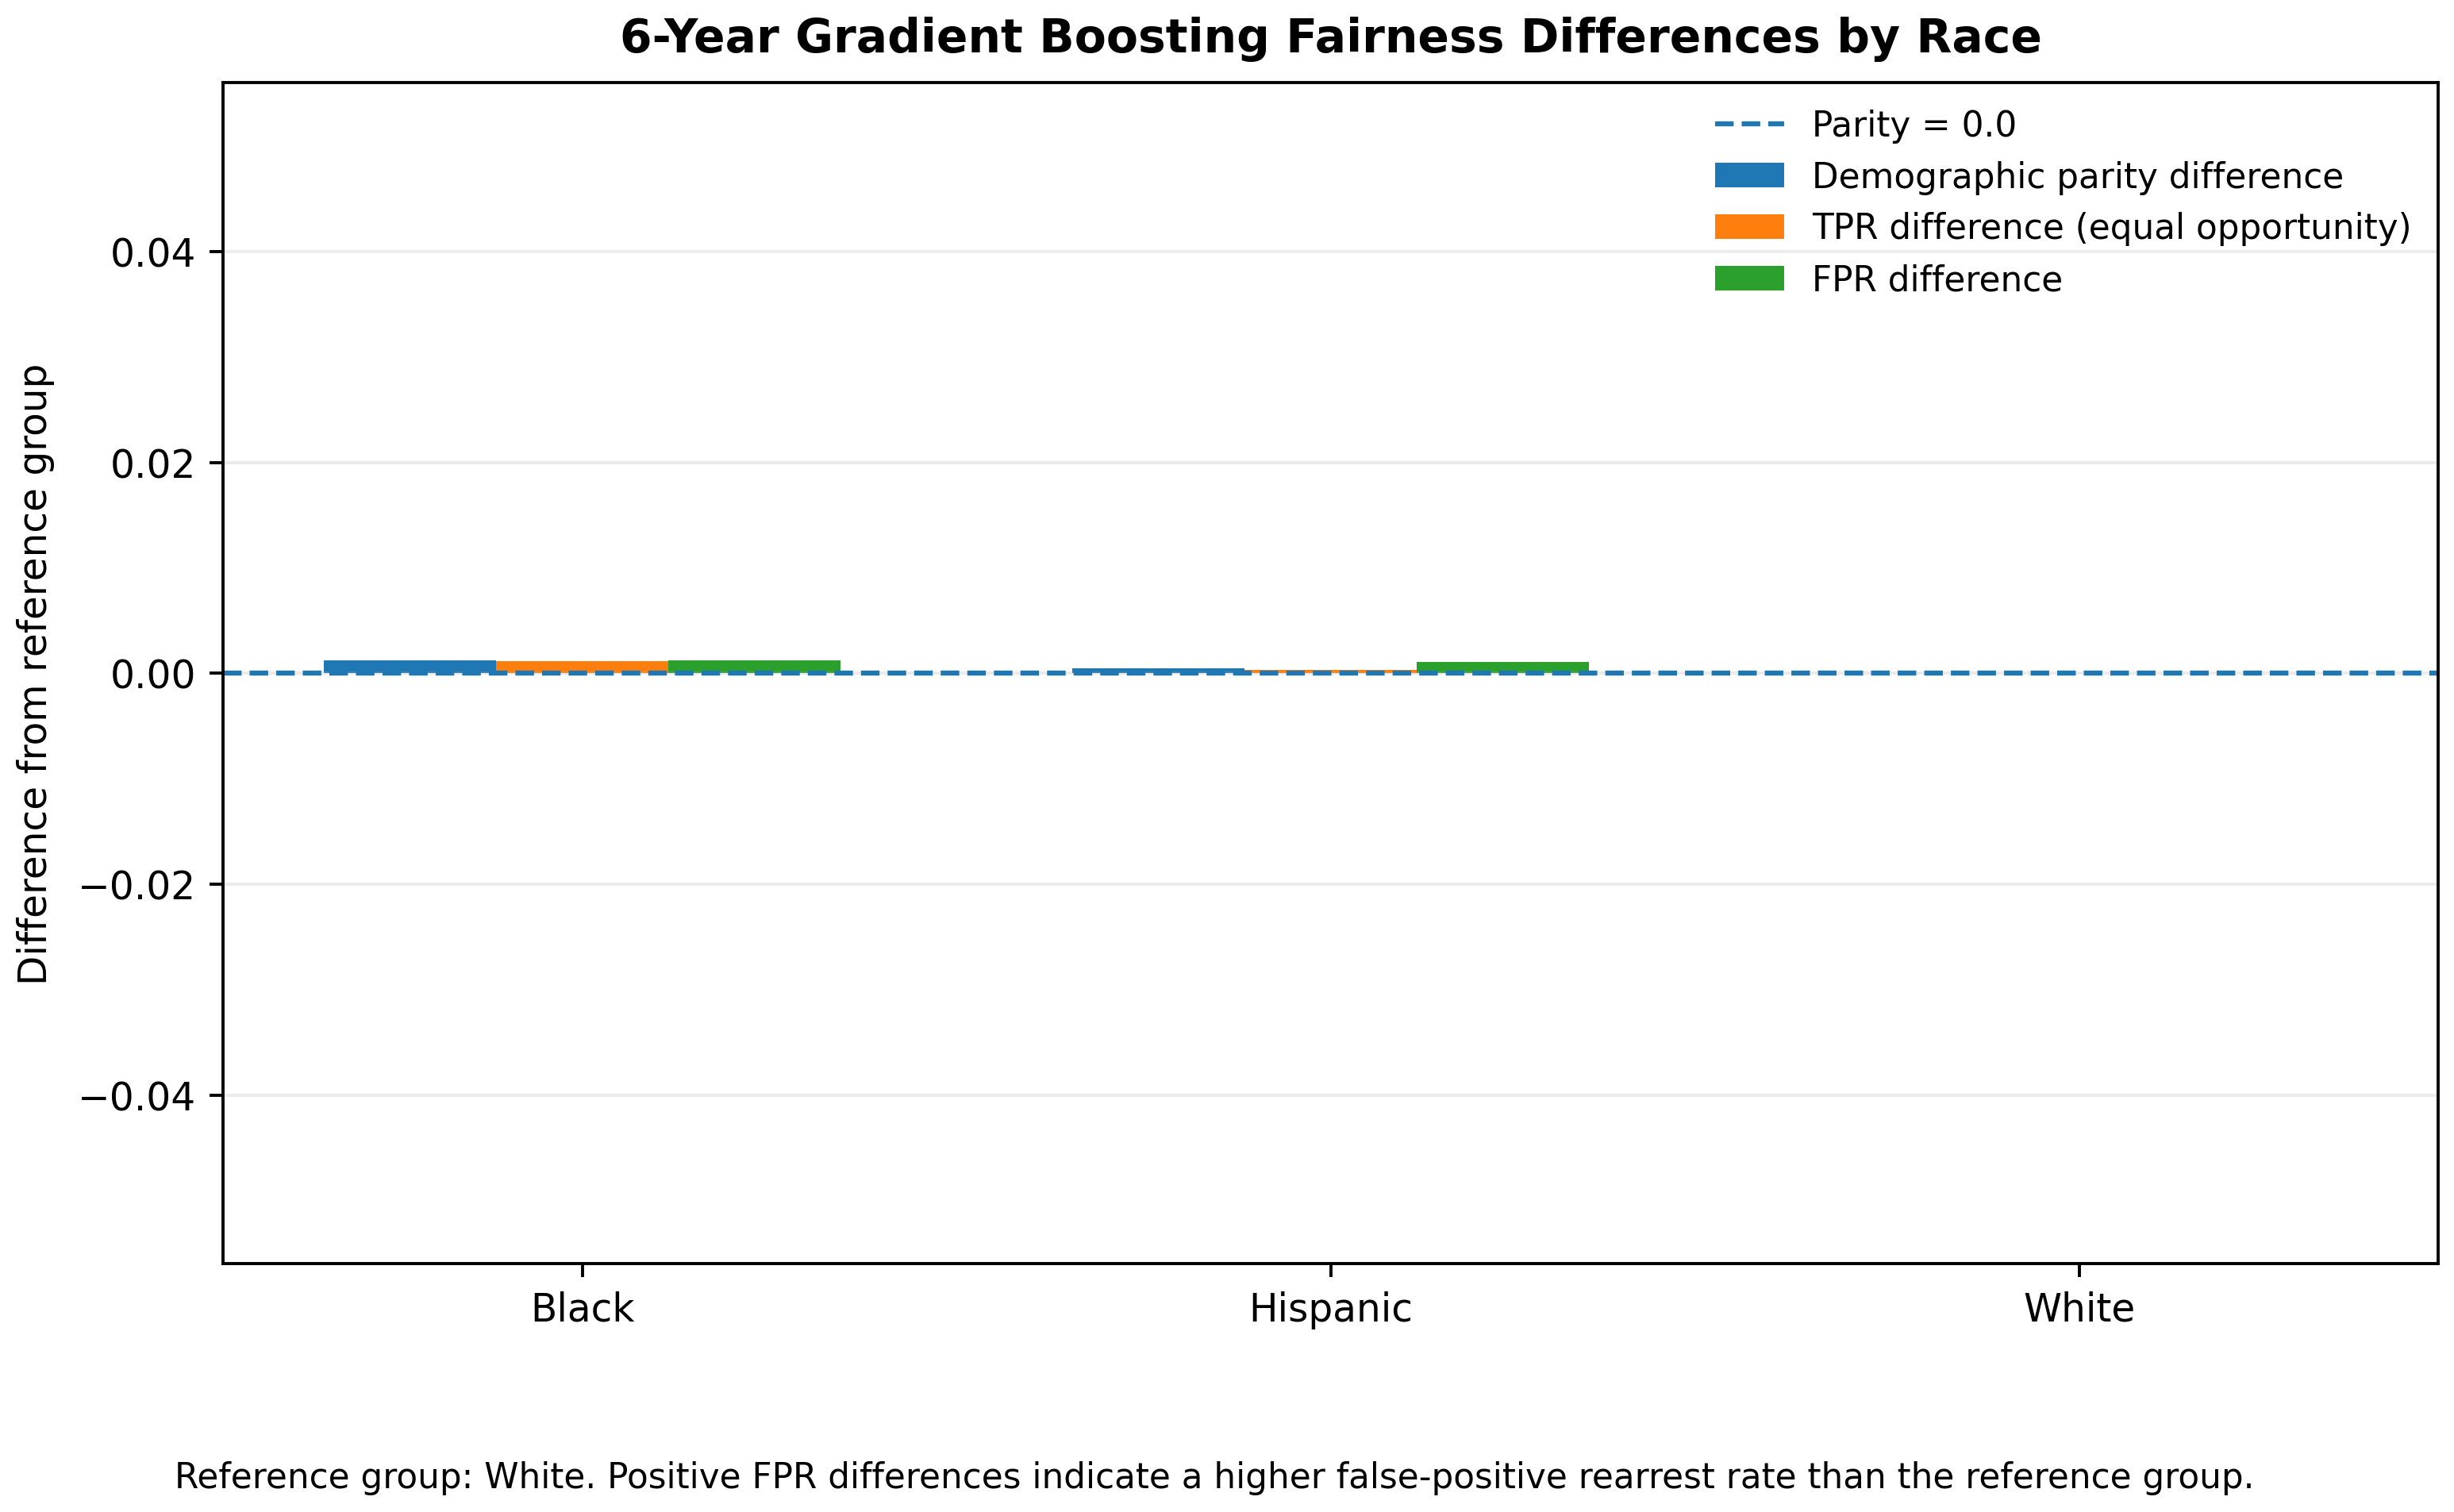 6-Year Gradient Boosting Fairness Differences by Race
Parity = 0.0
Demographic parity difference
TPR difference (equal opportunity)
FPR difference
Difference from reference group
0.04
0.02
0.00
−0.02
−0.04
Black
Hispanic
White
Reference group: White. Positive FPR differences indicate a higher false-positive rearrest rate than the reference group.